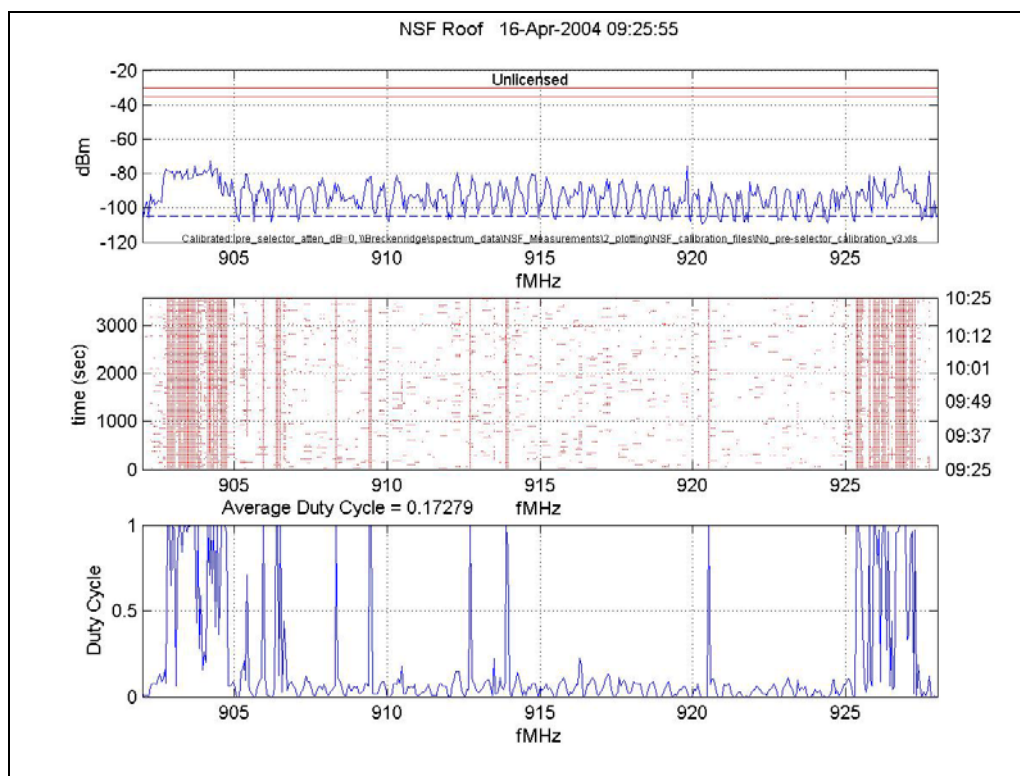 NSF Roof 16-Apr-2004 09:25:55
Unlicensed
-20
-40
-60
-80
-100
-120
dBm
Calibrated:!pre_selector_atten_dB=0, \\Breckenridge\spectrum_data\NSF_Measurements\2_plotting\NSF_calibration_files\No_pre-selector_calibration_v3.xls
905 910 915 920 925
fMHz
3000
2000
1000
0
time (sec)
10:25
10:12
10:01
09:49
09:37
09:25
905 910 915 920 925
Average Duty Cycle = 0.17279 fMHz
1
0.5
0
Duty Cycle
905 910 915 920 925
fMHz